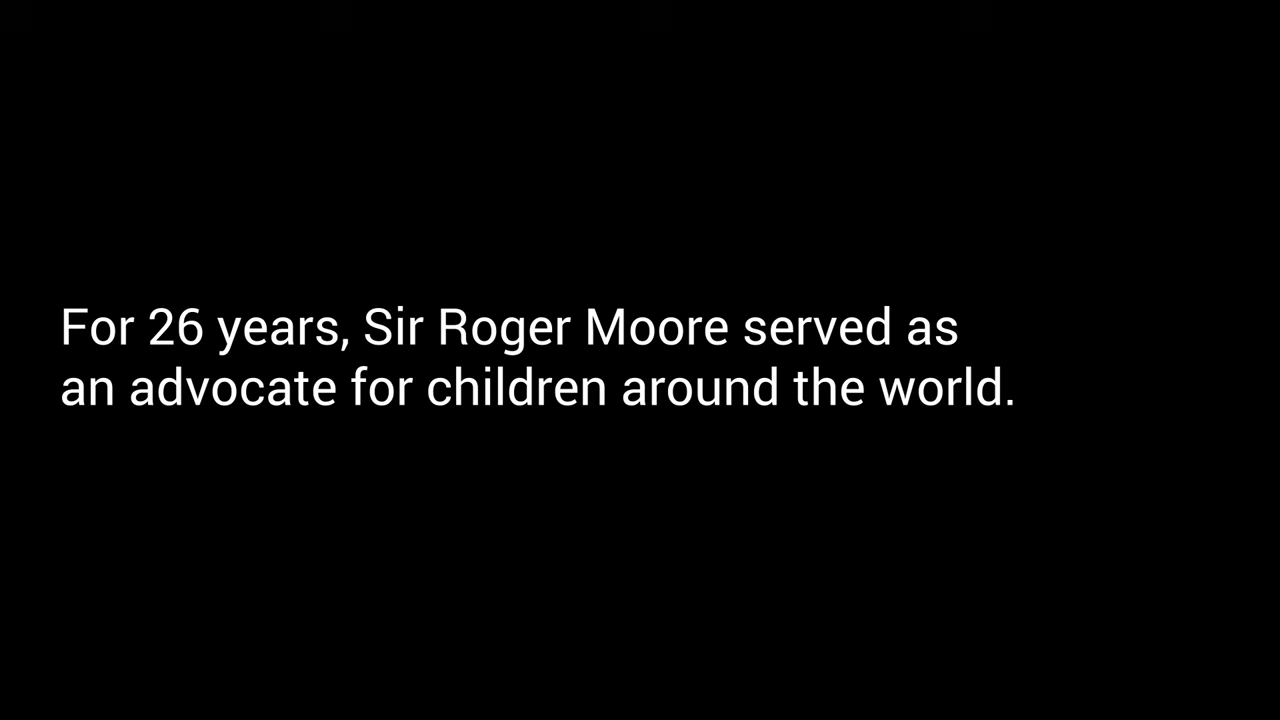 For 26 years, Sir Roger Moore served as
an advocate for children around the world.